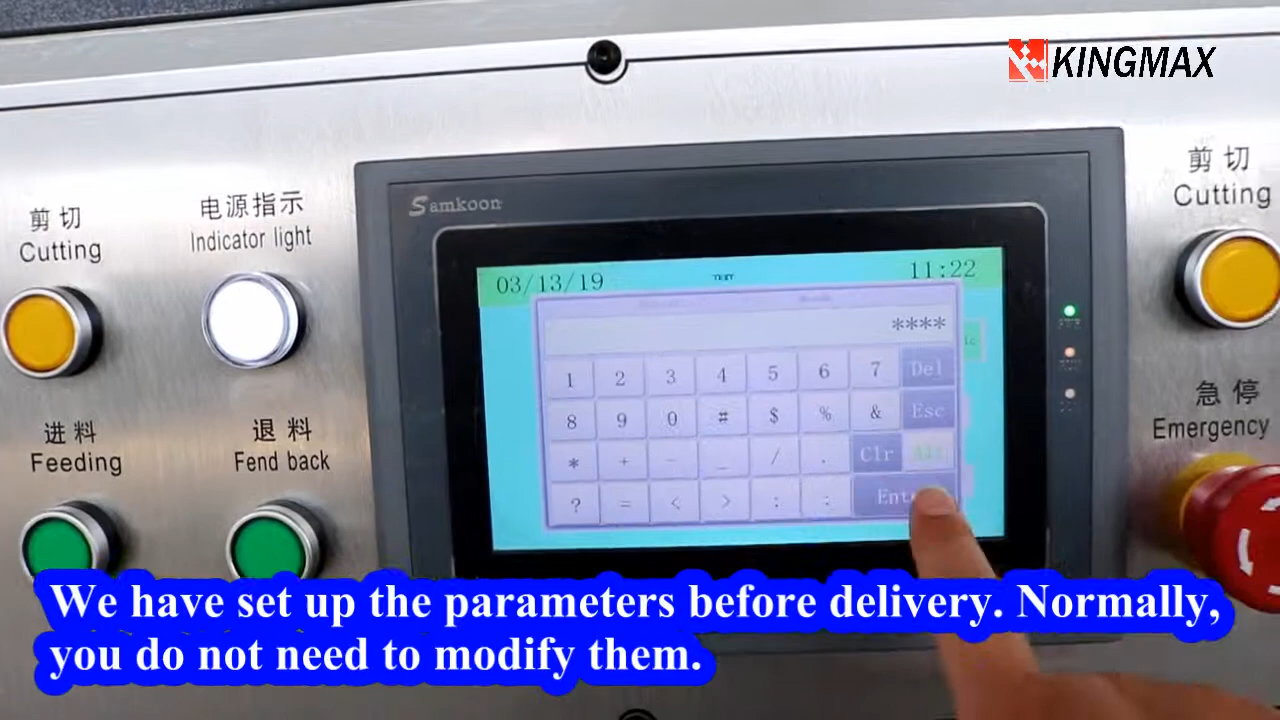 KINGMAX
剪切
Cutting
电源指示
Indicator light
Samkoon
剪切
Cutting
03/13/19
11:22
****
1 2 3 4 5 6 7 Del
8 9 0 # $ % & Esc
* + - _ / . Clr
? = < > : :
进料
Feeding
退料
Fend back
急停
Emergency
We have set up the parameters before delivery. Normally,
you do not need to modify them.